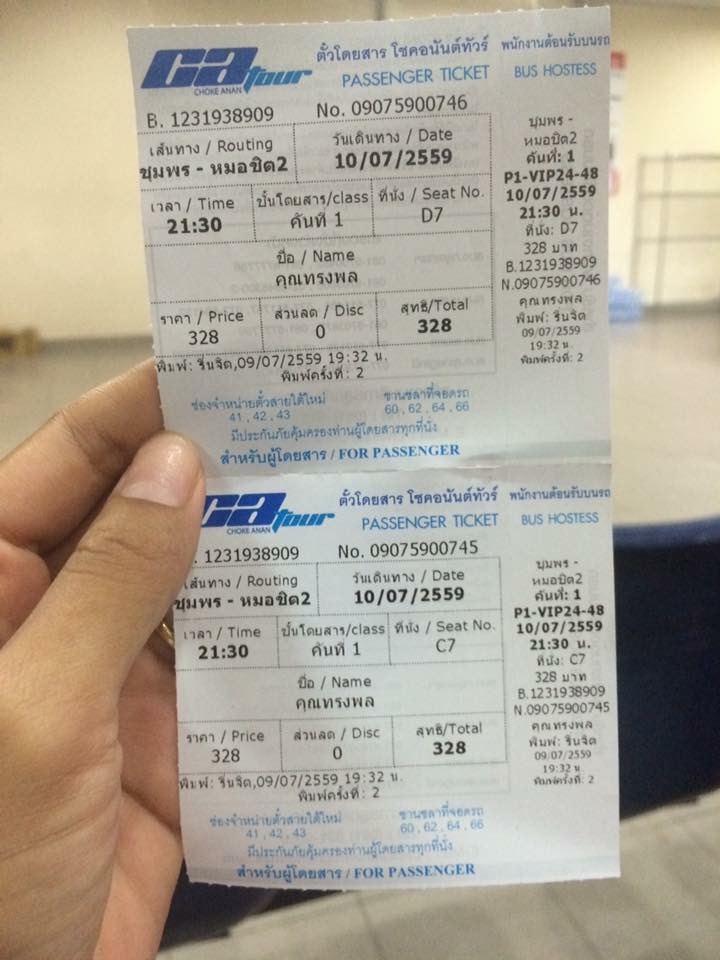 ca tour
CHOKE ANAN
ตั๋วโดยสาร โชคอนันต์ทัวร์
PASSENGER TICKET
B. 1231938909 No. 09075900746
เส้นทาง / Routing วันเดินทาง / Date
ชุมพร - หมอชิต2 10/07/2559
เวลา / Time ชั้นโดยสาร/class ที่นั่ง / Seat No.
21:30 คันที่ 1 D7
ชื่อ / Name
คุณทรงพล
ราคา / Price ส่วนลด / Disc สุทธิ/Total
328 0 328
พิมพ์: รื่นจิต,09/07/2559 19:32 น.
พิมพ์ครั้งที่: 2
ช่องจำหน่ายตั๋วสายใต้ใหม่ ชานชลาที่จอดรถ
41, 42, 43 60, 62, 64, 66
มีประกันภัยคุ้มครองท่านผู้โดยสารทุกที่นั่ง
สำหรับผู้โดยสาร / FOR PASSENGER
พนักงานต้อนรับบนรถ
BUS HOSTESS
ชุมพร -
หมอชิต2
คันที่: 1
P1-VIP24-48
10/07/2559
21:30 น.
ที่นั่ง: D7
328 บาท
B.1231938909
N.09075900746
คุณทรงพล
พิมพ์: รื่นจิต
09/07/2559
19:32 น.
พิมพ์ครั้งที่: 2
ca tour
CHOKE ANAN
ตั๋วโดยสาร โชคอนันต์ทัวร์
PASSENGER TICKET
. 1231938909 No. 09075900745
เส้นทาง / Routing วันเดินทาง / Date
ชุมพร - หมอชิต2 10/07/2559
เวลา / Time ชั้นโดยสาร/class ที่นั่ง / Seat No.
21:30 คันที่ 1 C7
ชื่อ / Name
คุณทรงพล
ราคา / Price ส่วนลด / Disc สุทธิ/Total
328 0 328
พิมพ์: รื่นจิต,09/07/2559 19:32 น.
พิมพ์ครั้งที่: 2
ช่องจำหน่ายตั๋วสายใต้ใหม่ ชานชลาที่จอดรถ
41, 42, 43 60, 62, 64, 66
มีประกันภัยคุ้มครองท่านผู้โดยสารทุกที่นั่ง
สำหรับผู้โดยสาร / FOR PASSENGER
พนักงานต้อนรับบนรถ
BUS HOSTESS
ชุมพร -
หมอชิต2
คันที่: 1
P1-VIP24-48
10/07/2559
21:30 น.
ที่นั่ง: C7
328 บาท
B.1231938909
N.09075900745
คุณทรงพล
พิมพ์: รื่นจิต
09/07/2559
19:32 น.
พิมพ์ครั้งที่: 2